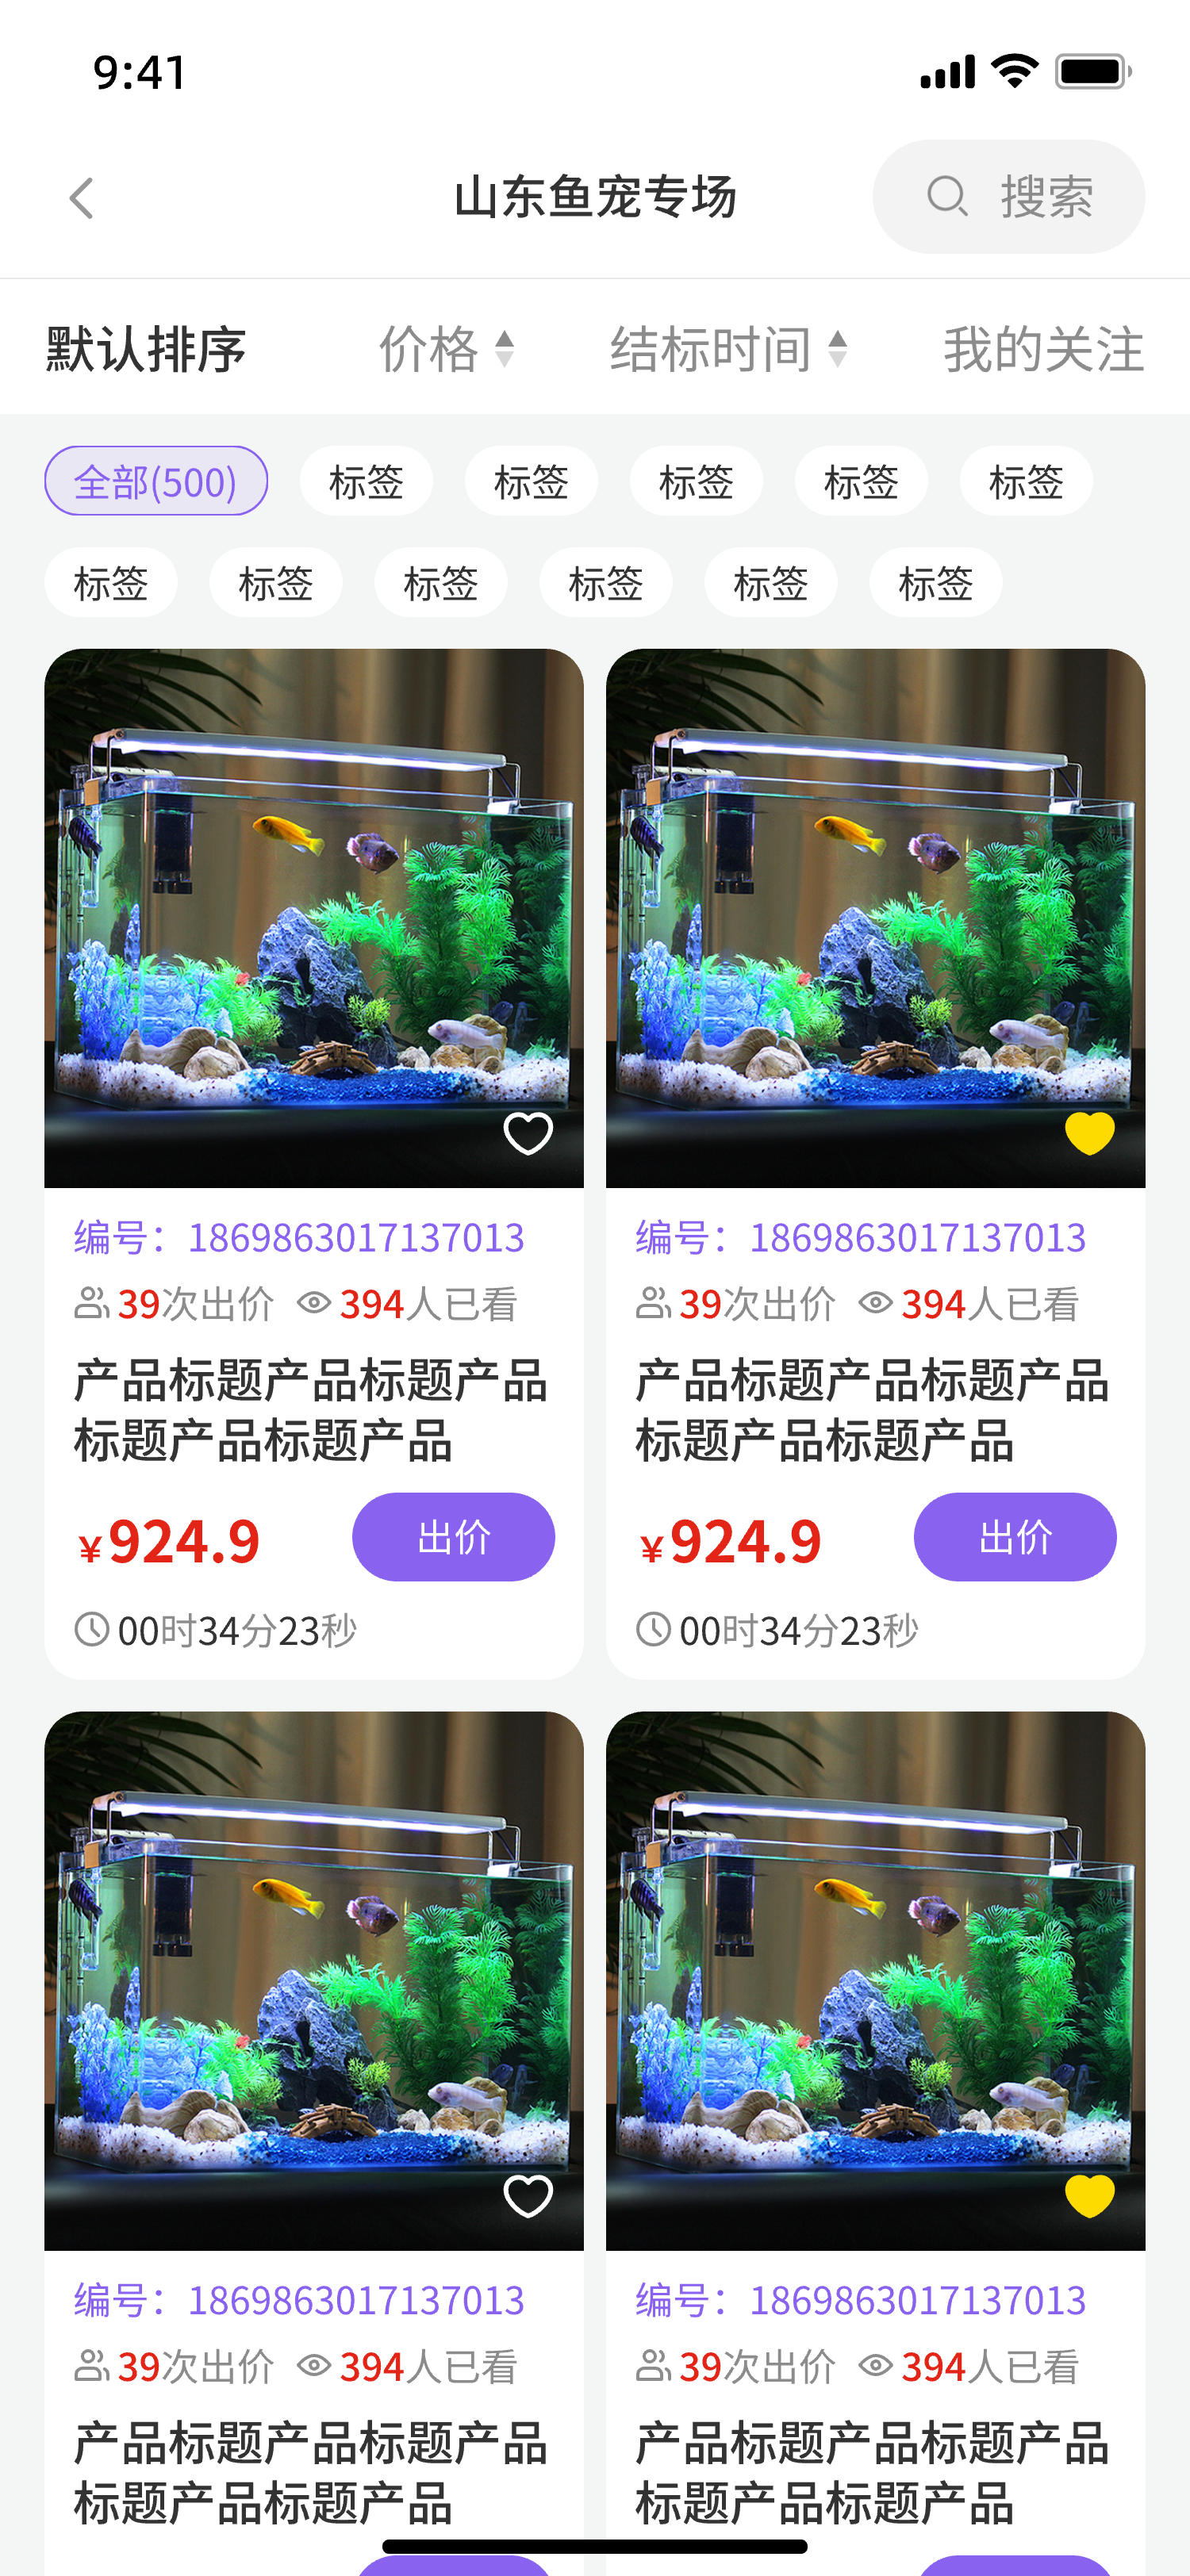 9:41
山东鱼宠专场
搜索
默认排序 价格 结标时间 我的关注
全部(500) 标签 标签 标签 标签 标签
标签 标签 标签 标签 标签 标签
编号：1869863017137013
39次出价 394人已看
产品标题产品标题产品
标题产品标题产品
¥924.9 出价
00时34分23秒
编号：1869863017137013
39次出价 394人已看
产品标题产品标题产品
标题产品标题产品
¥924.9 出价
00时34分23秒
编号：1869863017137013
39次出价 394人已看
产品标题产品标题产品
标题产品标题产品
编号：1869863017137013
39次出价 394人已看
产品标题产品标题产品
标题产品标题产品